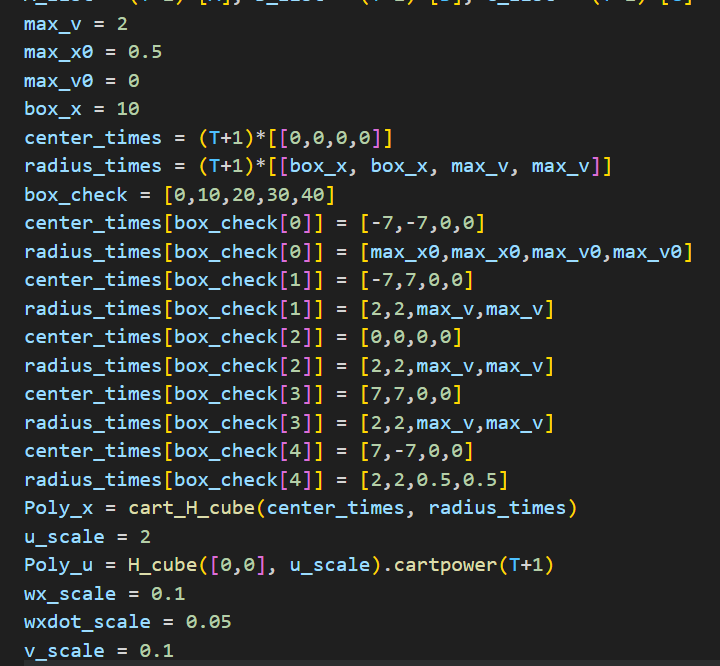 max_v = 2
max_x0 = 0.5
max_v0 = 0
box_x = 10
center_times = (T+1)*[[0,0,0,0]]
radius_times = (T+1)*[[box_x, box_x, max_v, max_v]]
box_check = [0,10,20,30,40]
center_times[box_check[0]] = [-7,-7,0,0]
radius_times[box_check[0]] = [max_x0,max_x0,max_v0,max_v0]
center_times[box_check[1]] = [-7,7,0,0]
radius_times[box_check[1]] = [2,2,max_v,max_v]
center_times[box_check[2]] = [0,0,0,0]
radius_times[box_check[2]] = [2,2,max_v,max_v]
center_times[box_check[3]] = [7,7,0,0]
radius_times[box_check[3]] = [2,2,max_v,max_v]
center_times[box_check[4]] = [7,-7,0,0]
radius_times[box_check[4]] = [2,2,0.5,0.5]
Poly_x = cart_H_cube(center_times, radius_times)
u_scale = 2
Poly_u = H_cube([0,0], u_scale).cartpower(T+1)
wx_scale = 0.1
wxdot_scale = 0.05
v_scale = 0.1